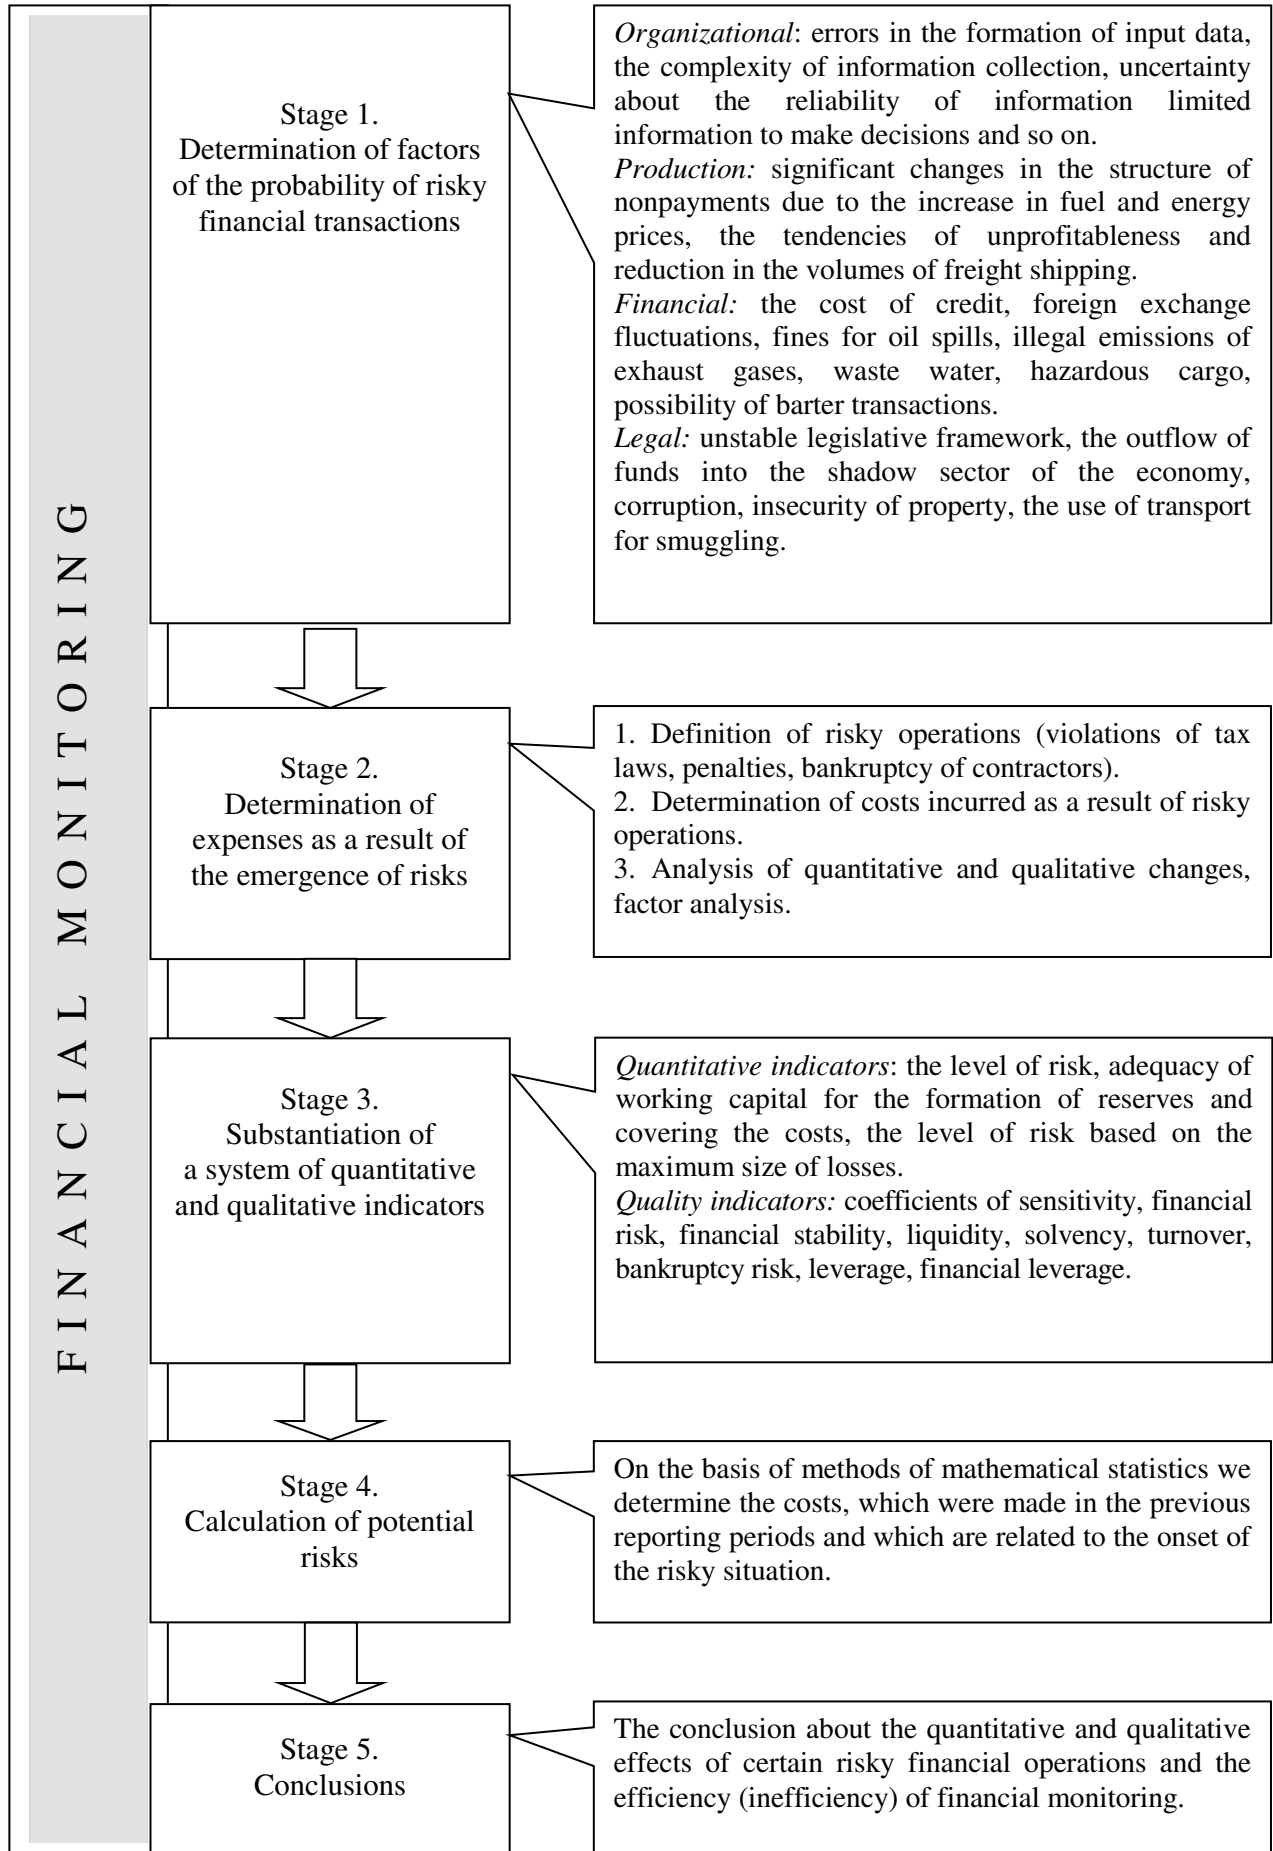 FINANCIAL MONITORING
Stage 1.
Determination of factors
of the probability of risky
financial transactions
Organizational: errors in the formation of input data,
the complexity of information collection, uncertainty
about the reliability of information limited
information to make decisions and so on.
Production: significant changes in the structure of
nonpayments due to the increase in fuel and energy
prices, the tendencies of unprofitableness and
reduction in the volumes of freight shipping.
Financial: the cost of credit, foreign exchange
fluctuations, fines for oil spills, illegal emissions of
exhaust gases, waste water, hazardous cargo,
possibility of barter transactions.
Legal: unstable legislative framework, the outflow of
funds into the shadow sector of the economy,
corruption, insecurity of property, the use of transport
for smuggling.
Stage 2.
Determination of
expenses as a result of
the emergence of risks
1. Definition of risky operations (violations of tax
laws, penalties, bankruptcy of contractors).
2. Determination of costs incurred as a result of risky
operations.
3. Analysis of quantitative and qualitative changes,
factor analysis.
Stage 3.
Substantiation of
a system of quantitative
and qualitative indicators
Quantitative indicators: the level of risk, adequacy of
working capital for the formation of reserves and
covering the costs, the level of risk based on the
maximum size of losses.
Quality indicators: coefficients of sensitivity, financial
risk, financial stability, liquidity, solvency, turnover,
bankruptcy risk, leverage, financial leverage.
Stage 4.
Calculation of potential
risks
On the basis of methods of mathematical statistics we
determine the costs, which were made in the previous
reporting periods and which are related to the onset of
the risky situation.
Stage 5.
Conclusions
The conclusion about the quantitative and qualitative
effects of certain risky financial operations and the
efficiency (inefficiency) of financial monitoring.